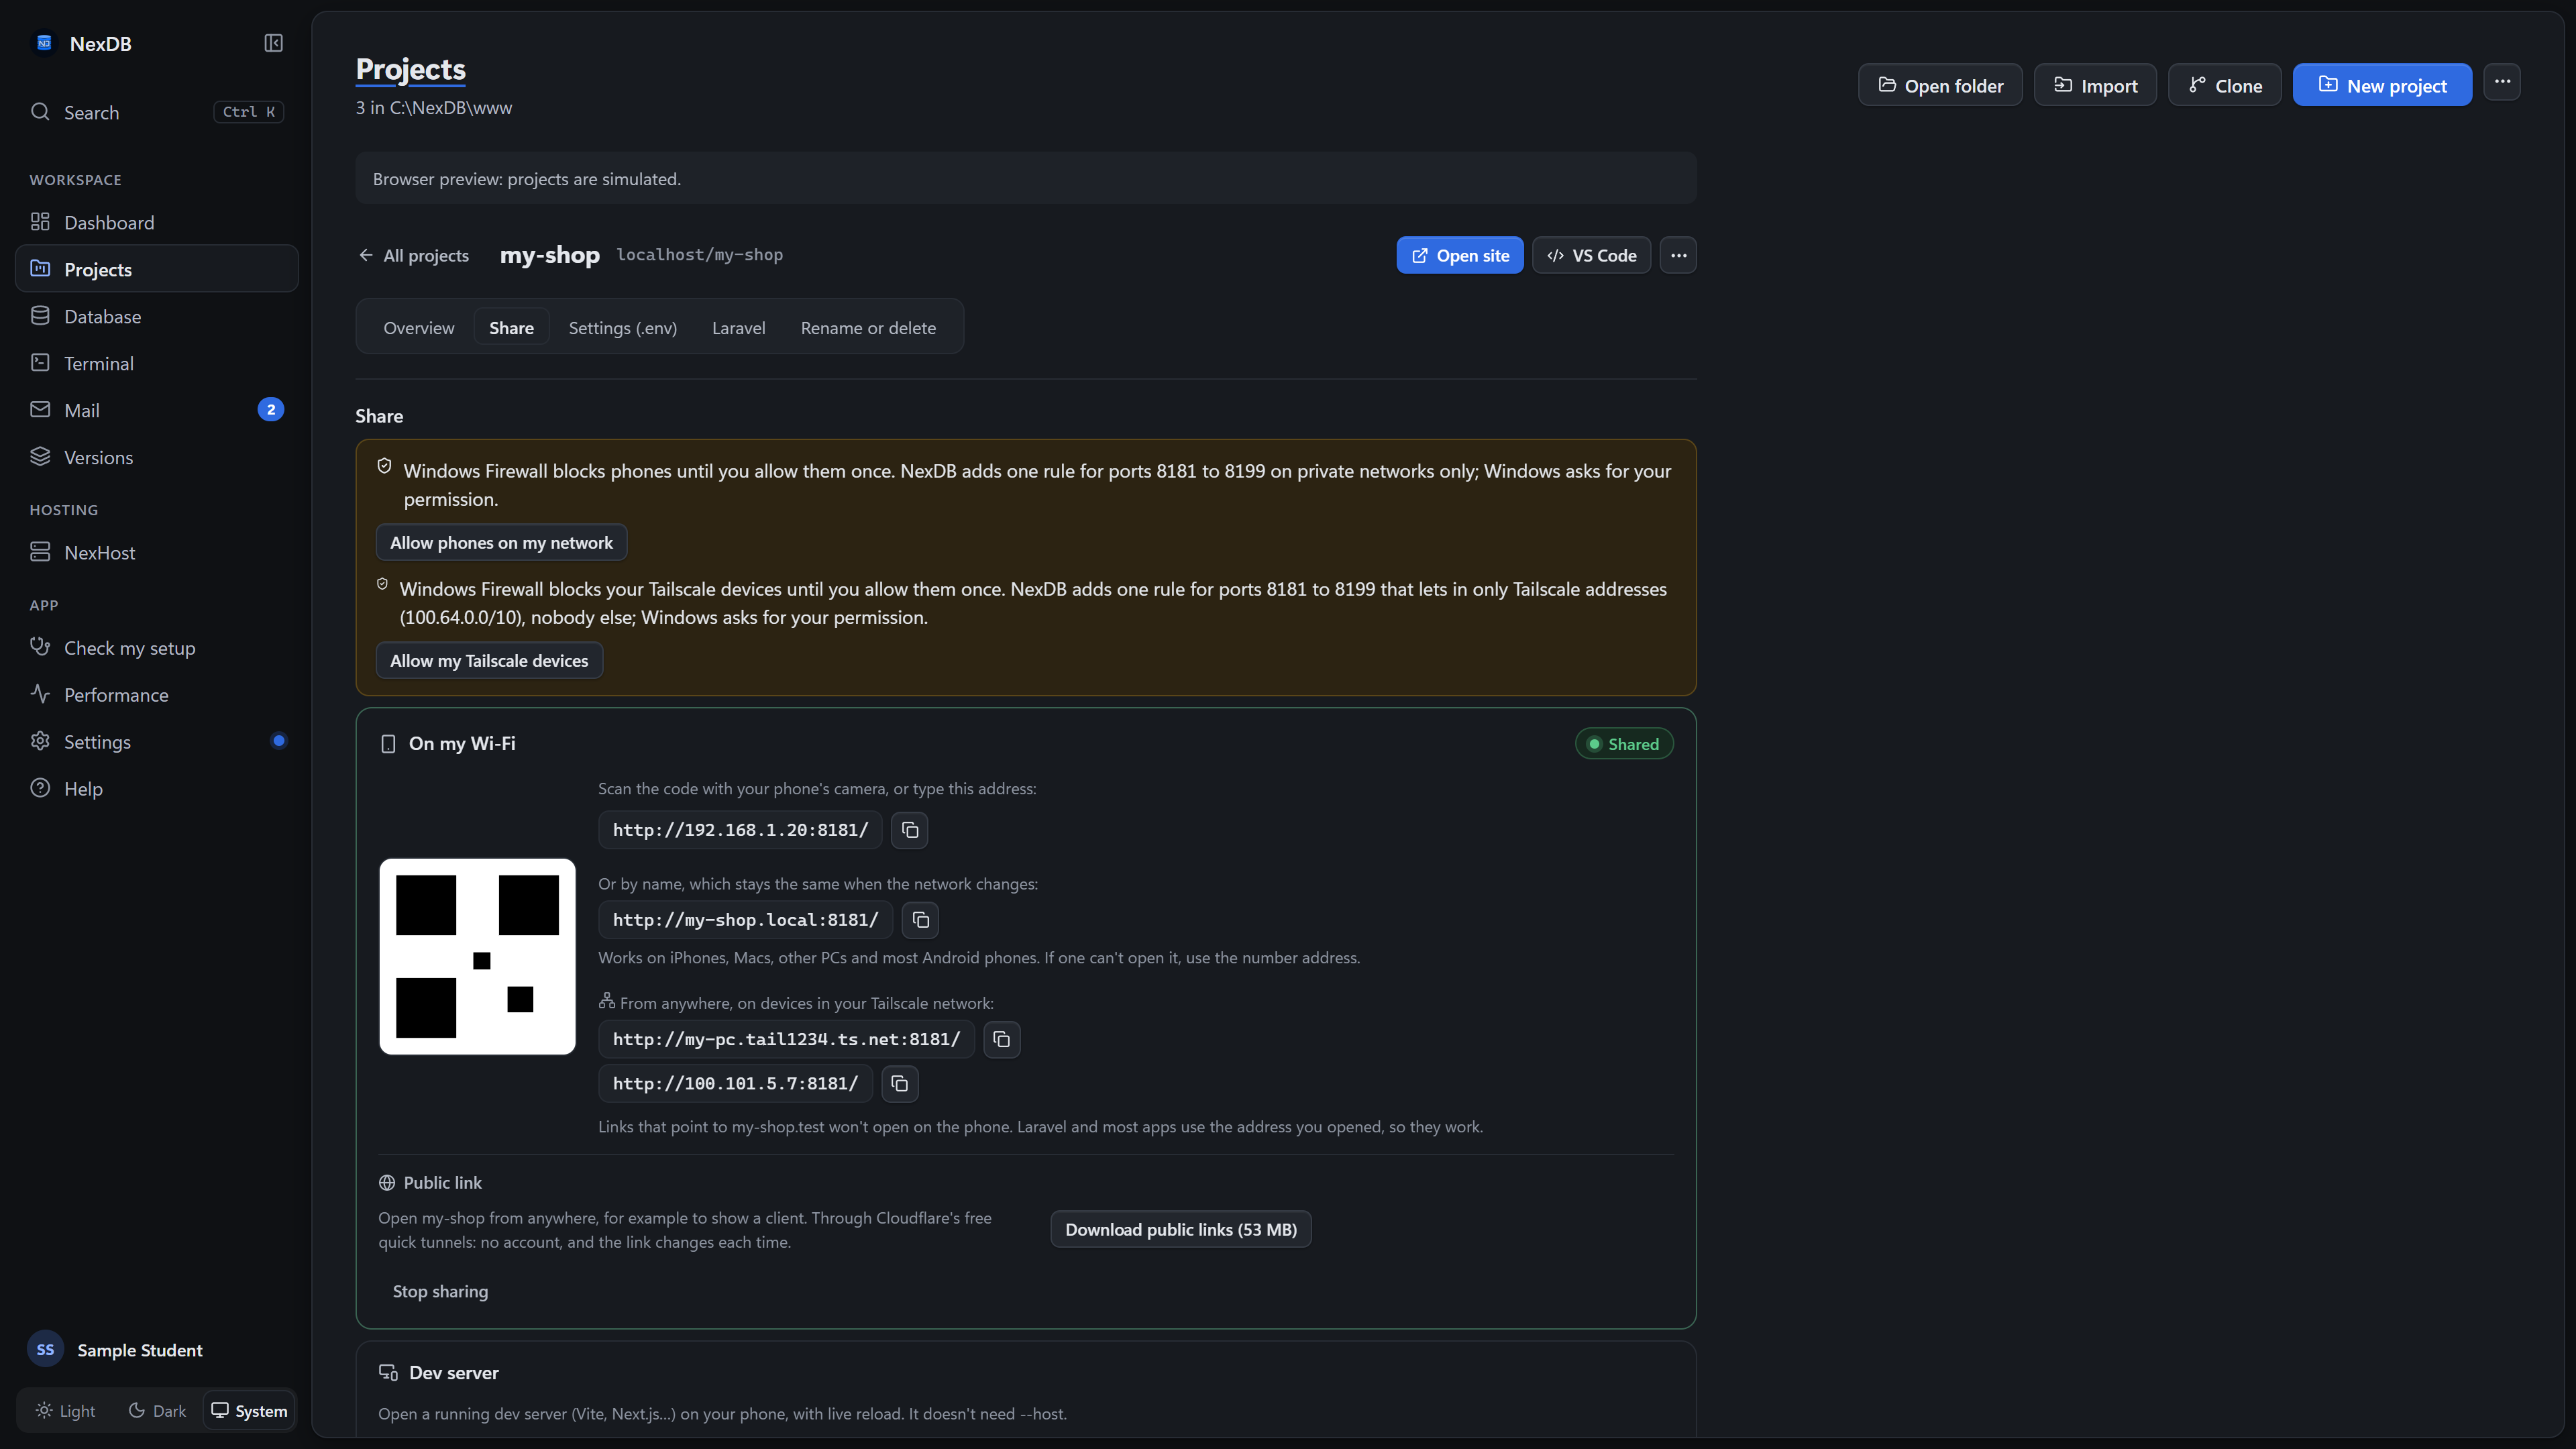 NexDB
Search Ctrl K
WORKSPACE
Dashboard
Projects
Database
Terminal
Mail 2
Versions
HOSTING
NexHost
APP
Check my setup
Performance
Settings
Help
SS Sample Student
Light Dark System
Projects
3 in C:\NexDB\www
Open folder Import Clone New project
Browser preview: projects are simulated.
All projects my-shop localhost/my-shop
Open site VS Code
Overview Share Settings (.env) Laravel Rename or delete
Share
Windows Firewall blocks phones until you allow them once. NexDB adds one rule for ports 8181 to 8199 on private networks only; Windows asks for your
permission.
Allow phones on my network
Windows Firewall blocks your Tailscale devices until you allow them once. NexDB adds one rule for ports 8181 to 8199 that lets in only Tailscale addresses
(100.64.0.0/10), nobody else; Windows asks for your permission.
Allow my Tailscale devices
On my Wi-Fi Shared
Scan the code with your phone's camera, or type this address:
http://192.168.1.20:8181/
Or by name, which stays the same when the network changes:
http://my-shop.local:8181/
Works on iPhones, Macs, other PCs and most Android phones. If one can't open it, use the number address.
From anywhere, on devices in your Tailscale network:
http://my-pc.tail1234.ts.net:8181/
http://100.101.5.7:8181/
Links that point to my-shop.test won't open on the phone. Laravel and most apps use the address you opened, so they work.
Public link
Open my-shop from anywhere, for example to show a client. Through Cloudflare's free
quick tunnels: no account, and the link changes each time.
Download public links (53 MB)
Stop sharing
Dev server
Open a running dev server (Vite, Next.js...) on your phone, with live reload. It doesn't need --host.